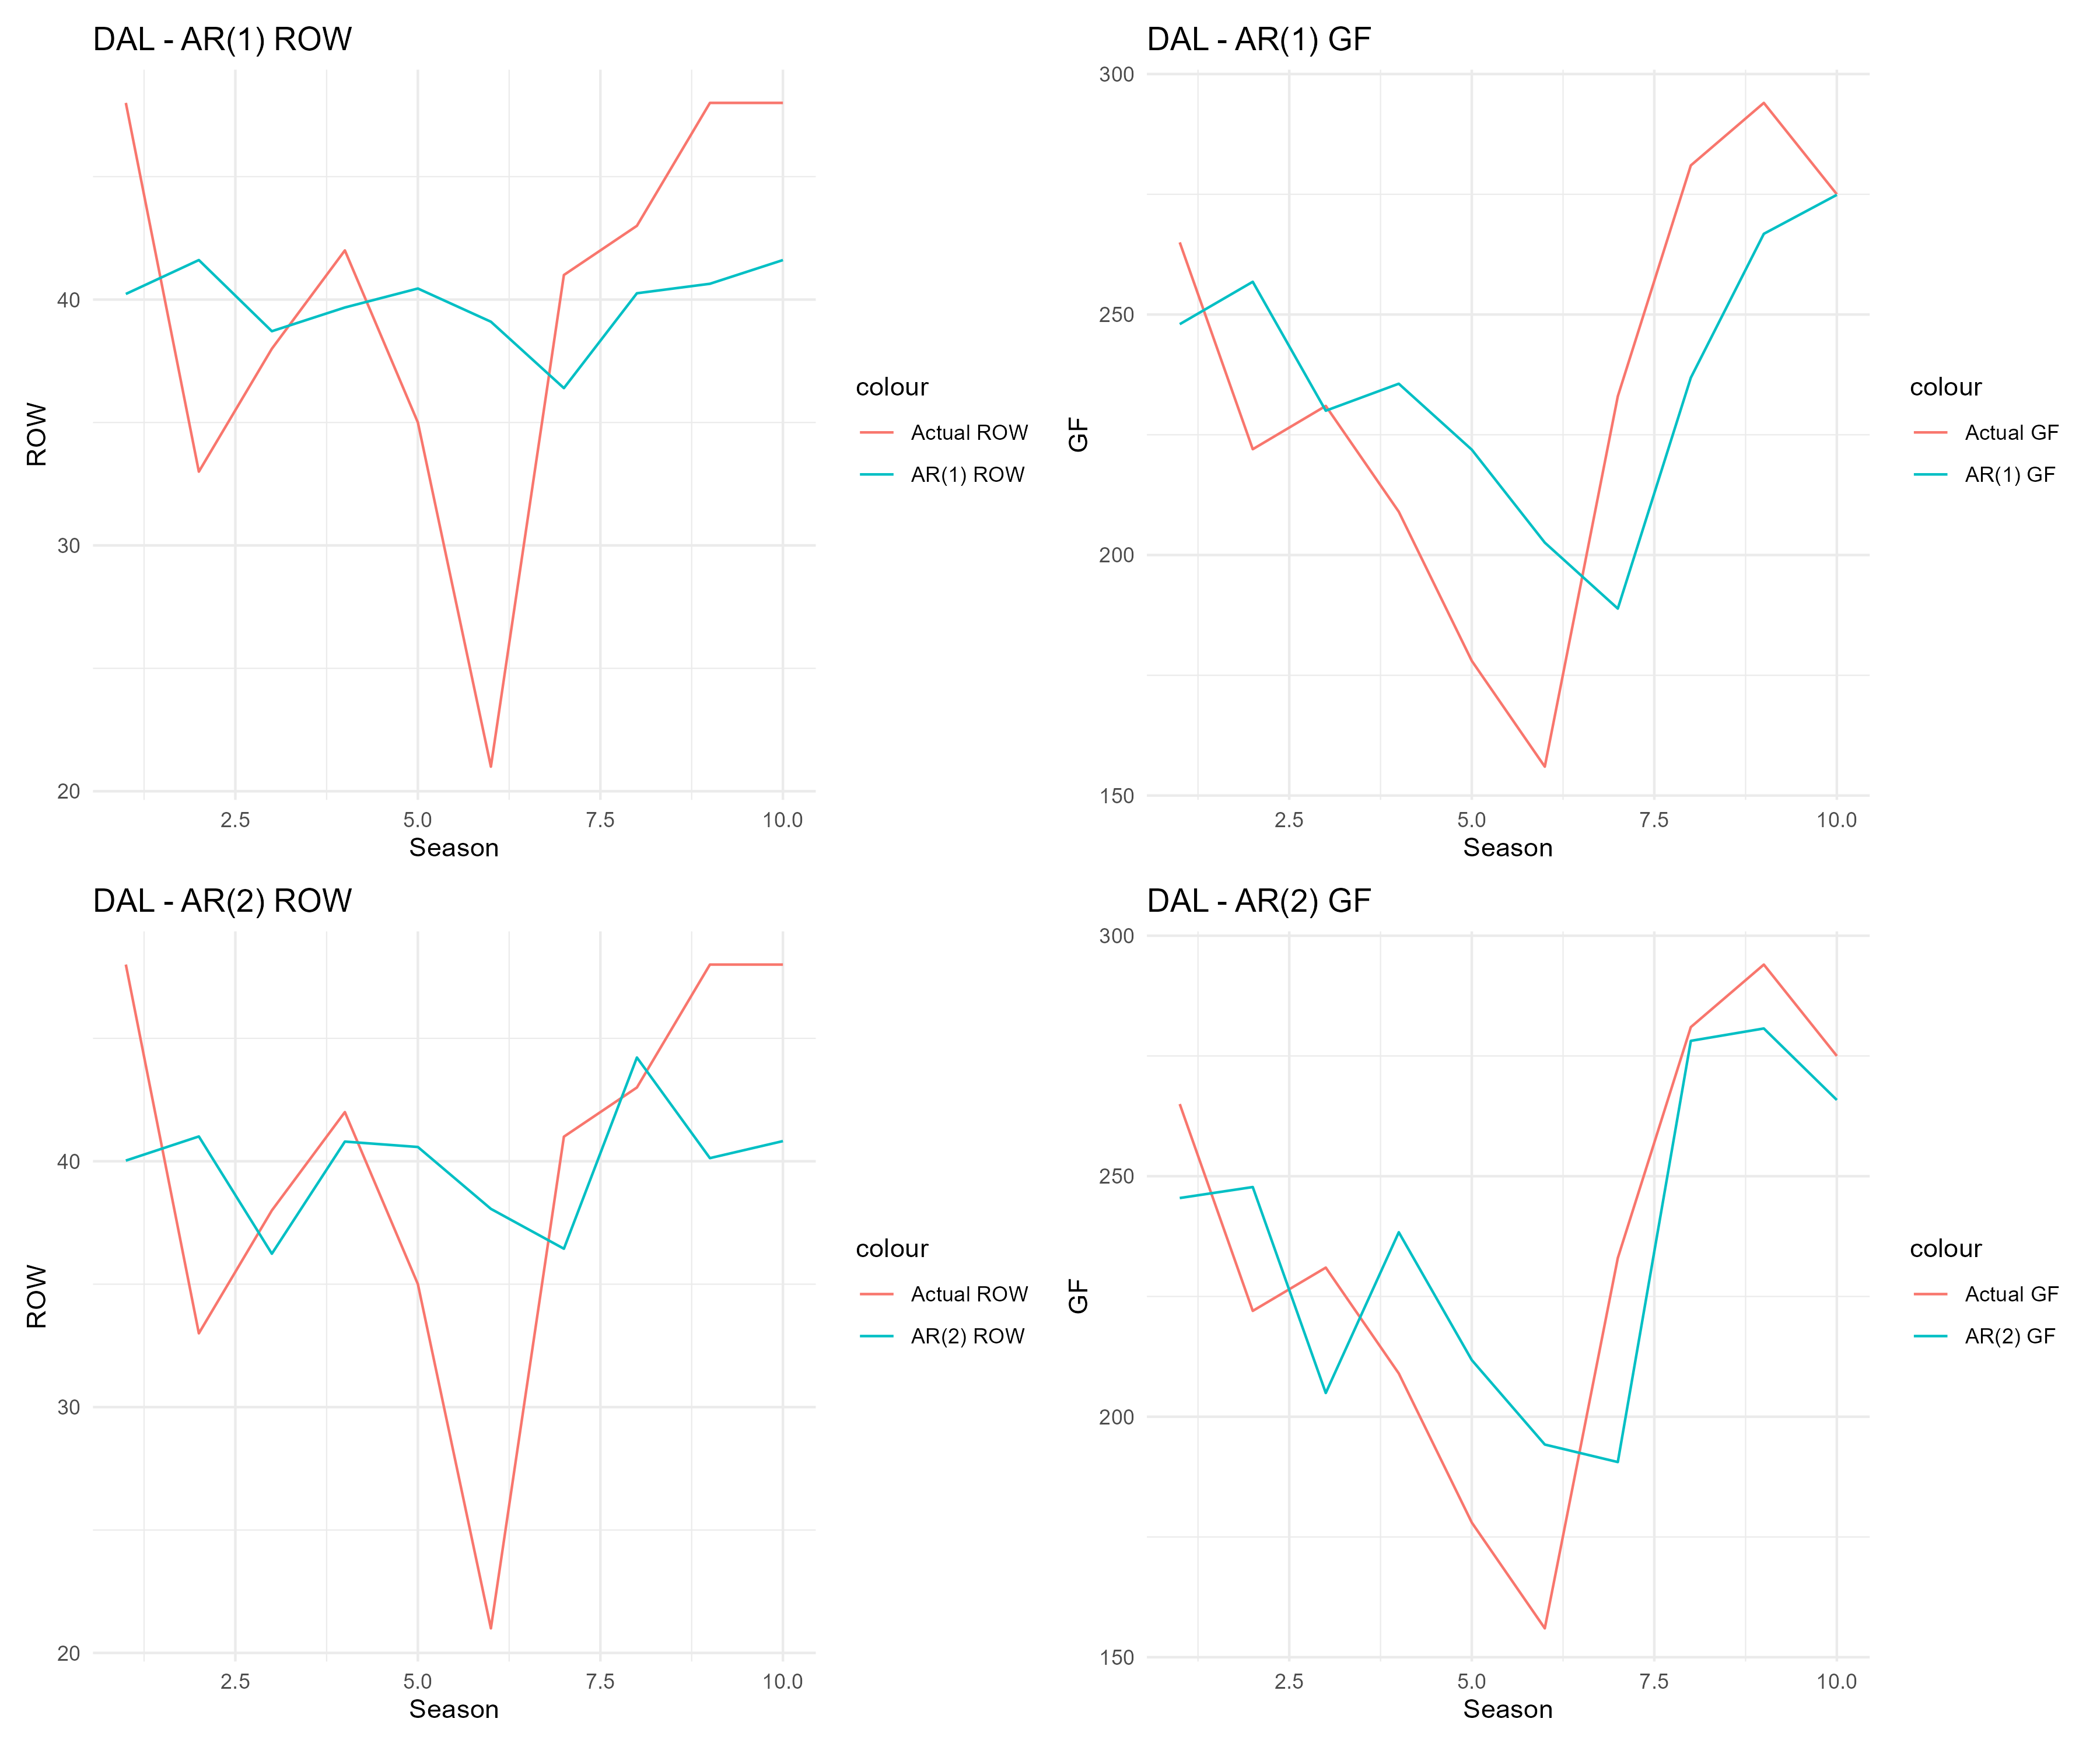 DAL - AR(1) ROW
ROW
40
30
20
2.5
5.0
7.5
10.0
Season
colour
Actual ROW
AR(1) ROW
DAL - AR(1) GF
GF
300
250
200
150
2.5
5.0
7.5
10.0
Season
colour
Actual GF
AR(1) GF
DAL - AR(2) ROW
ROW
40
30
20
2.5
5.0
7.5
10.0
Season
colour
Actual ROW
AR(2) ROW
DAL - AR(2) GF
GF
300
250
200
150
2.5
5.0
7.5
10.0
Season
colour
Actual GF
AR(2) GF